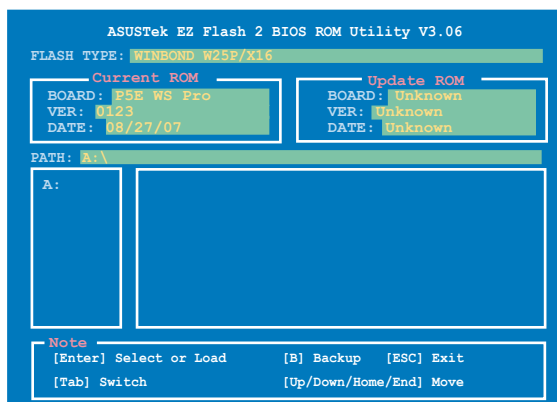 ASUSTek EZ Flash 2 BIOS ROM Utility V3.06
FLASH TYPE: WINBOND W25P/X16
Current ROM
BOARD: P5E WS Pro
VER: 0123
DATE: 08/27/07
Update ROM
BOARD: Unknown
VER: Unknown
DATE: Unknown
PATH: A:\
A:
Note
[Enter] Select or Load [B] Backup [ESC] Exit
[Tab] Switch [Up/Down/Home/End] Move